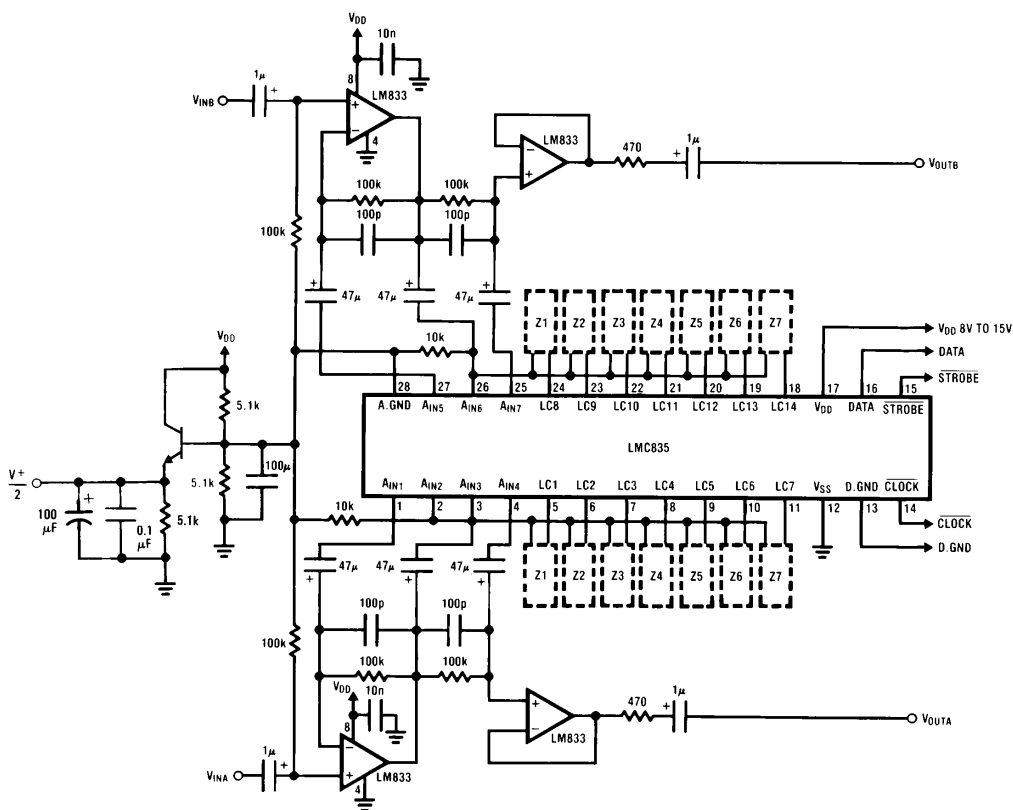 VDD
10n
8
1µ
+
LM833
VINB
+
−
4
LM833
−
+
470
+
1µ
VOUTB
100k
100k
100p
100p
100k
+
47µ
+
47µ
+
47µ
Z1
Z2
Z3
Z4
Z5
Z6
Z7
VDD 8V TO 15V
DATA
STROBE
VDD
10k
28
27
26
25
24
23
22
21
20
19
18
17
16
15
A.GND
AIN5
AIN6
AIN7
LC8
LC9
LC10
LC11
LC12
LC13
LC14
VDD
DATA
STROBE
5.1k
LMC835
5.1k
100µ
V+
2
+
100
µF
0.1
µF
5.1k
AIN1
AIN2
AIN3
AIN4
LC1
LC2
LC3
LC4
LC5
LC6
LC7
VSS
D.GND
CLOCK
10k
1
2
3
4
5
6
7
8
9
10
11
12
13
14
CLOCK
D.GND
+
47µ
47µ
+
47µ
+
Z1
Z2
Z3
Z4
Z5
Z6
Z7
100p
100p
100k
100k
100k
VDD
10n
8
+
−
LM833
470
+
1µ
VOUTA
1µ
+
VINA
−
+
4
LM833